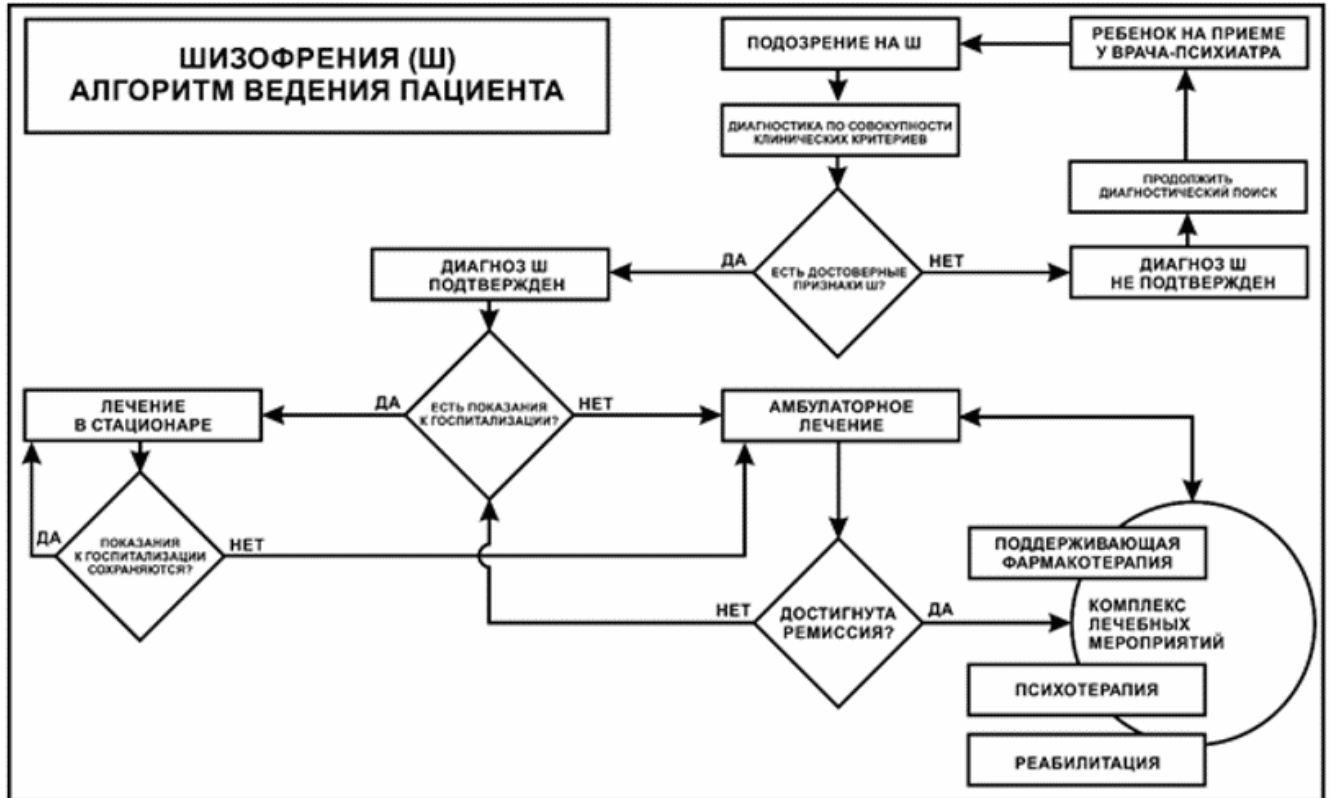 ШИЗОФРЕНИЯ (Ш)
АЛГОРИТМ ВЕДЕНИЯ ПАЦИЕНТА
ПОДОЗРЕНИЕ НА Ш
РЕБЕНОК НА ПРИЕМЕ
У ВРАЧА-ПСИХИАТРА
ДИАГНОСТИКА ПО СОВОКУПНОСТИ
КЛИНИЧЕСКИХ КРИТЕРИЕВ
ПРОДОЛЖИТЬ
ДИАГНОСТИЧЕСКИЙ ПОИСК
ДА
ЕСТЬ ДОСТОВЕРНЫЕ
ПРИЗНАКИ Ш?
НЕТ
ДИАГНОЗ Ш
НЕ ПОДТВЕРЖДЕН
ДИАГНОЗ Ш
ПОДТВЕРЖДЕН
ЛЕЧЕНИЕ
В СТАЦИОНАРЕ
ДА
ЕСТЬ ПОКАЗАНИЯ
К ГОСПИТАЛИЗАЦИИ?
НЕТ
АМБУЛАТОРНОЕ
ЛЕЧЕНИЕ
ДА
ПОКАЗАНИЯ
К ГОСПИТАЛИЗАЦИИ
СОХРАНЯЮТСЯ?
НЕТ
НЕТ
ДОСТИГНУТА
РЕМИССИЯ?
ДА
ПОДДЕРЖИВАЮЩАЯ
ФАРМАКОТЕРАПИЯ
КОМПЛЕКС
ЛЕЧЕБНЫХ
МЕРОПРИЯТИЙ
ПСИХОТЕРАПИЯ
РЕАБИЛИТАЦИЯ